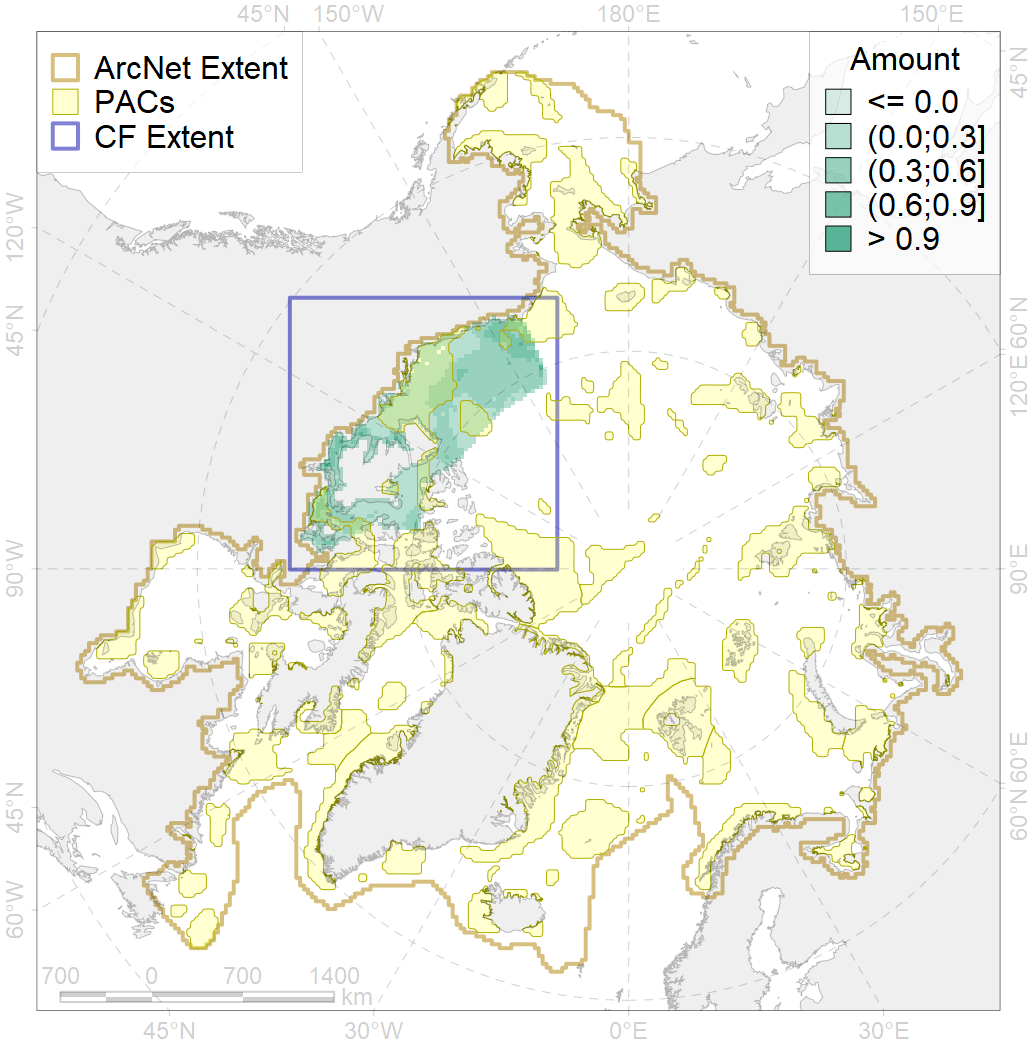 45°N 150°W 180°E 150°E
ArcNet Extent
PACs
CF Extent
Amount
<= 0.0
(0.0;0.3]
(0.3;0.6]
(0.6;0.9]
> 0.9
120°W
45°N
90°W
45°N
60°W
45°N
60°N
120°E
90°E
60°E
60°N
700 0 700 1400
km
45°N 30°W 0°E 30°E